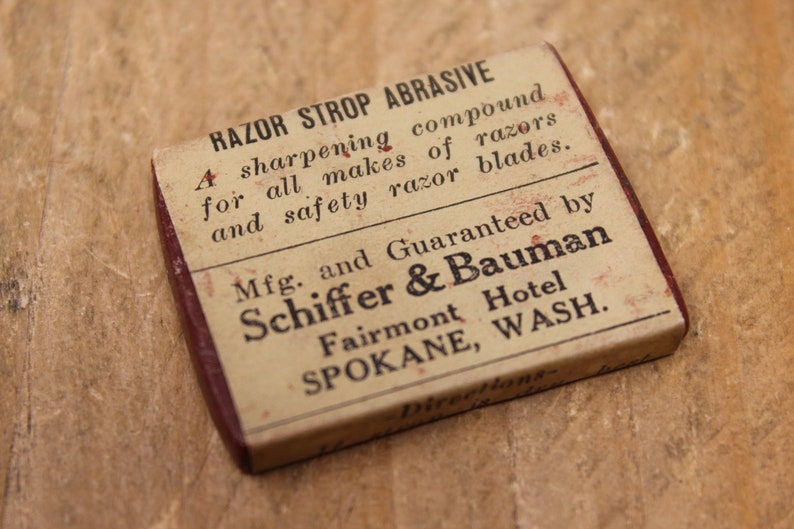 RAZOR STROP ABRASIVE
A sharpening compound
for all makes of razors
and safety razor blades.
Mfg. and Guaranteed by
Schiffer & Bauman
Fairmont Hotel
SPOKANE, WASH.
-Directions-